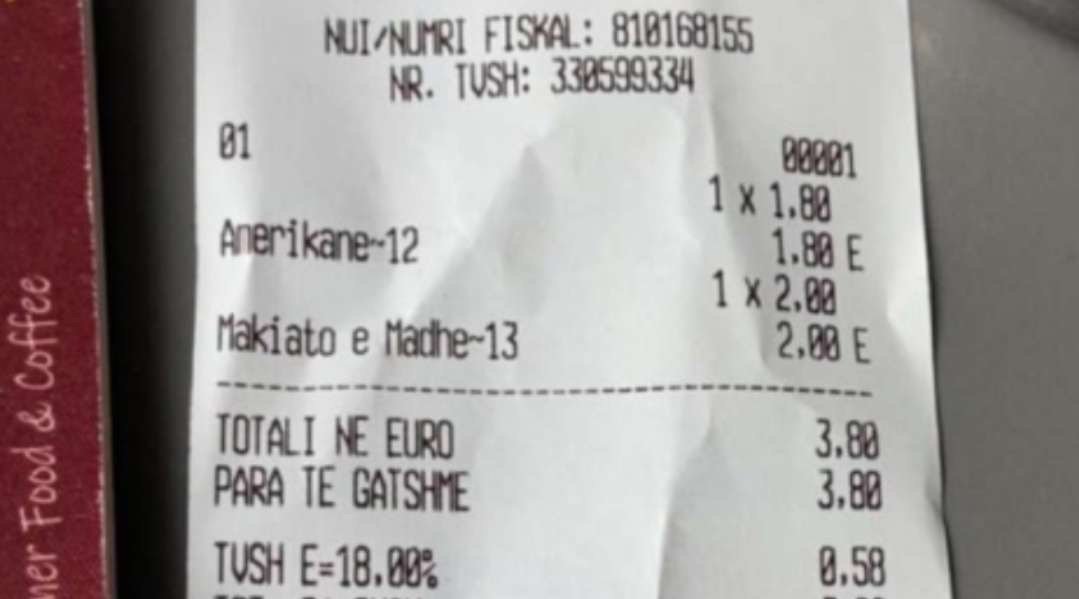 NUI/NUMRI FISKAL: 810168155
NR. TVSH: 330599334
01 00001
1 x 1.80
Amerikane~12 1.80 E
1 x 2.00
Makiato e Madhe~13 2.00 E
--------------------------------
TOTALI NE EURO 3.80
PARA TE GATSHME 3.80
TVSH E=18.00% 0.58
Food & Coffee